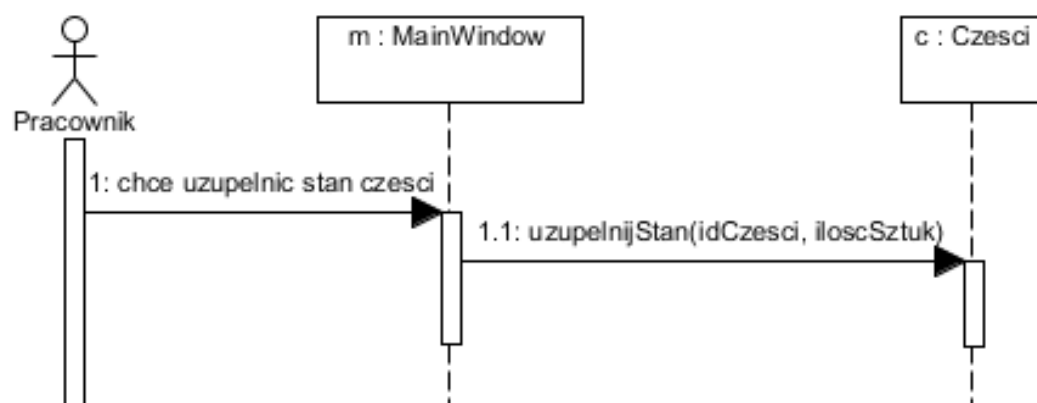 m : MainWindow
c : Czesci
Pracownik
1: chce uzupelnic stan czesci
1.1: uzupelnijStan(idCzesci, iloscSztuk)